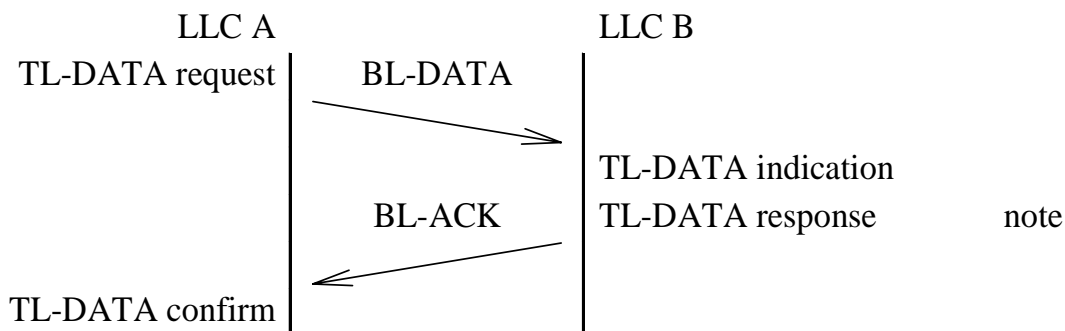 LLC A LLC B
TL-DATA request BL-DATA
TL-DATA indication
BL-ACK TL-DATA response note
TL-DATA confirm